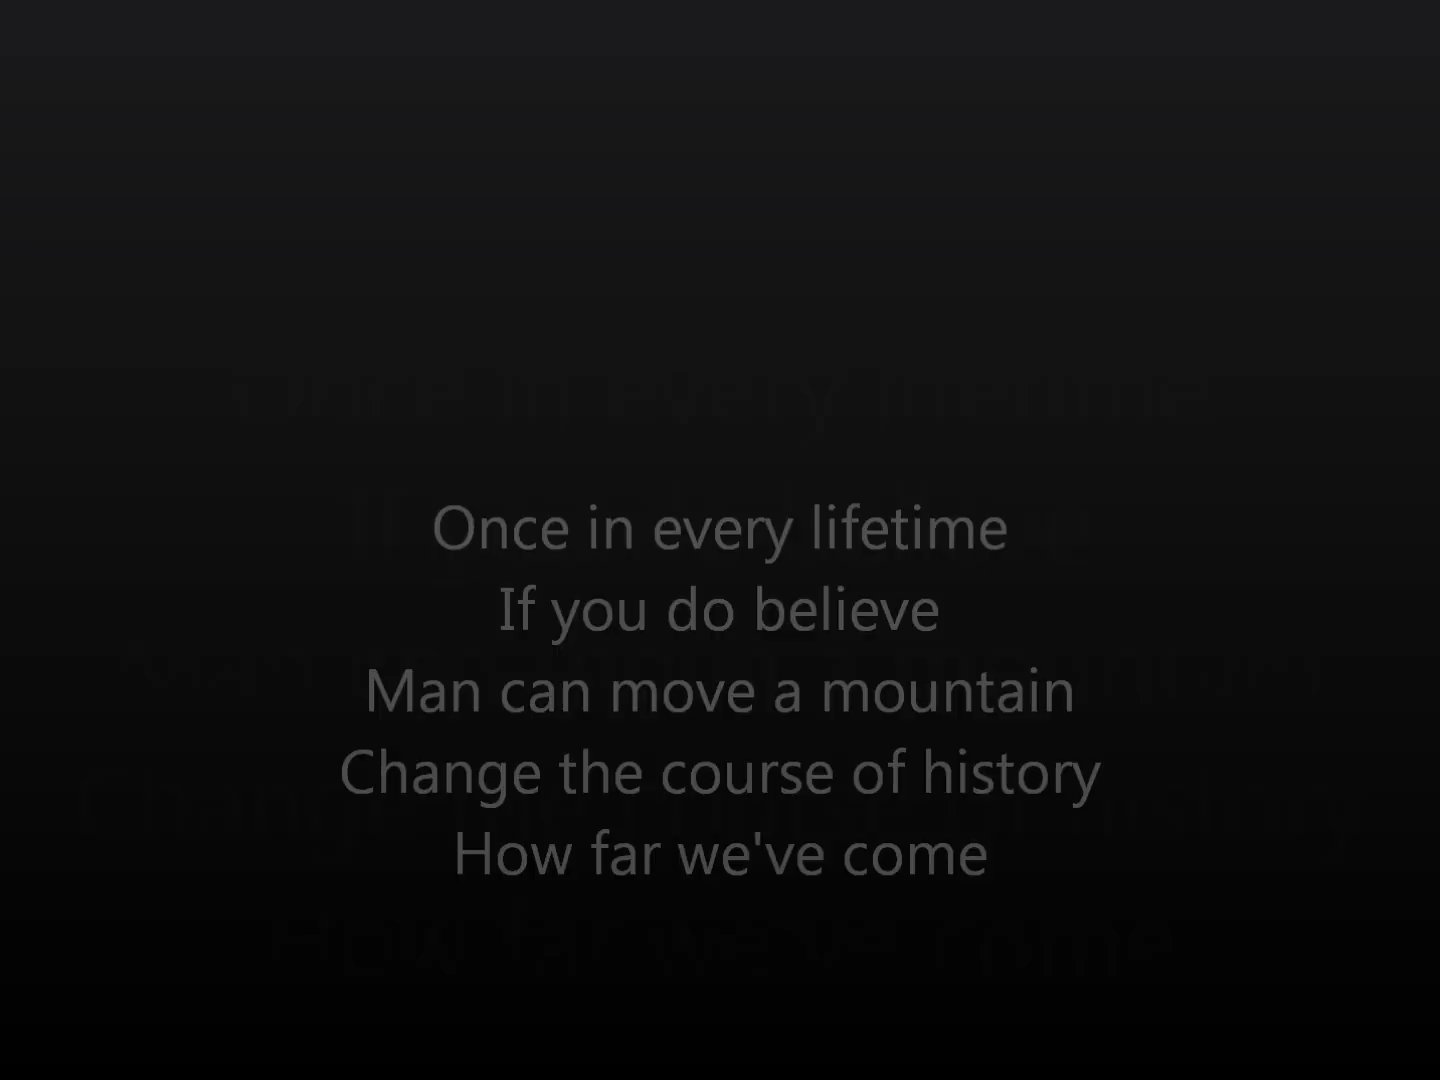 Once in every lifetime
If you do believe
Man can move a mountain
Change the course of history
How far we've come